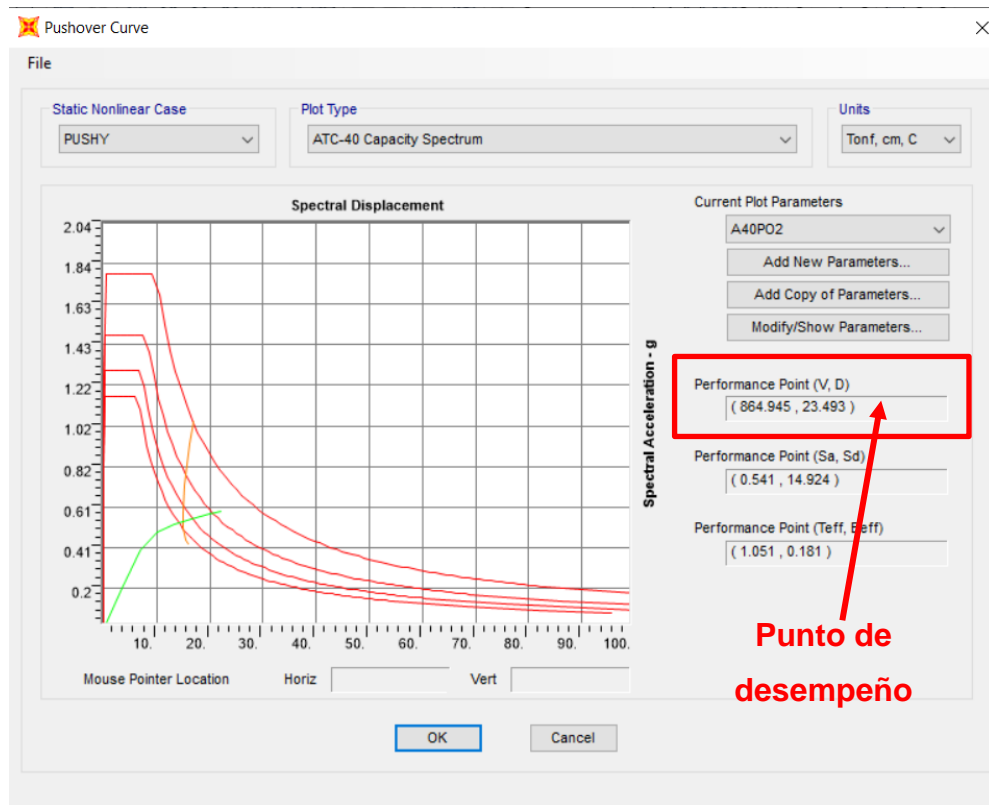 Pushover Curve
File
Static Nonlinear Case
PUSHY
Plot Type
ATC-40 Capacity Spectrum
Units
Tonf, cm, C
Spectral Displacement
2.04
1.84
1.63
1.43
1.22
1.02
0.82
0.61
0.41
0.2
10. 20. 30. 40. 50. 60. 70. 80. 90. 100.
Spectral Acceleration - g
Mouse Pointer Location Horiz Vert
Current Plot Parameters
A40PO2
Add New Parameters...
Add Copy of Parameters...
Modify/Show Parameters...
Performance Point (V, D)
( 864.945 , 23.493 )
Performance Point (Sa, Sd)
( 0.541 , 14.924 )
Performance Point (Teff, Beff)
( 1.051 , 0.181 )
Punto de
desempeño
OK Cancel